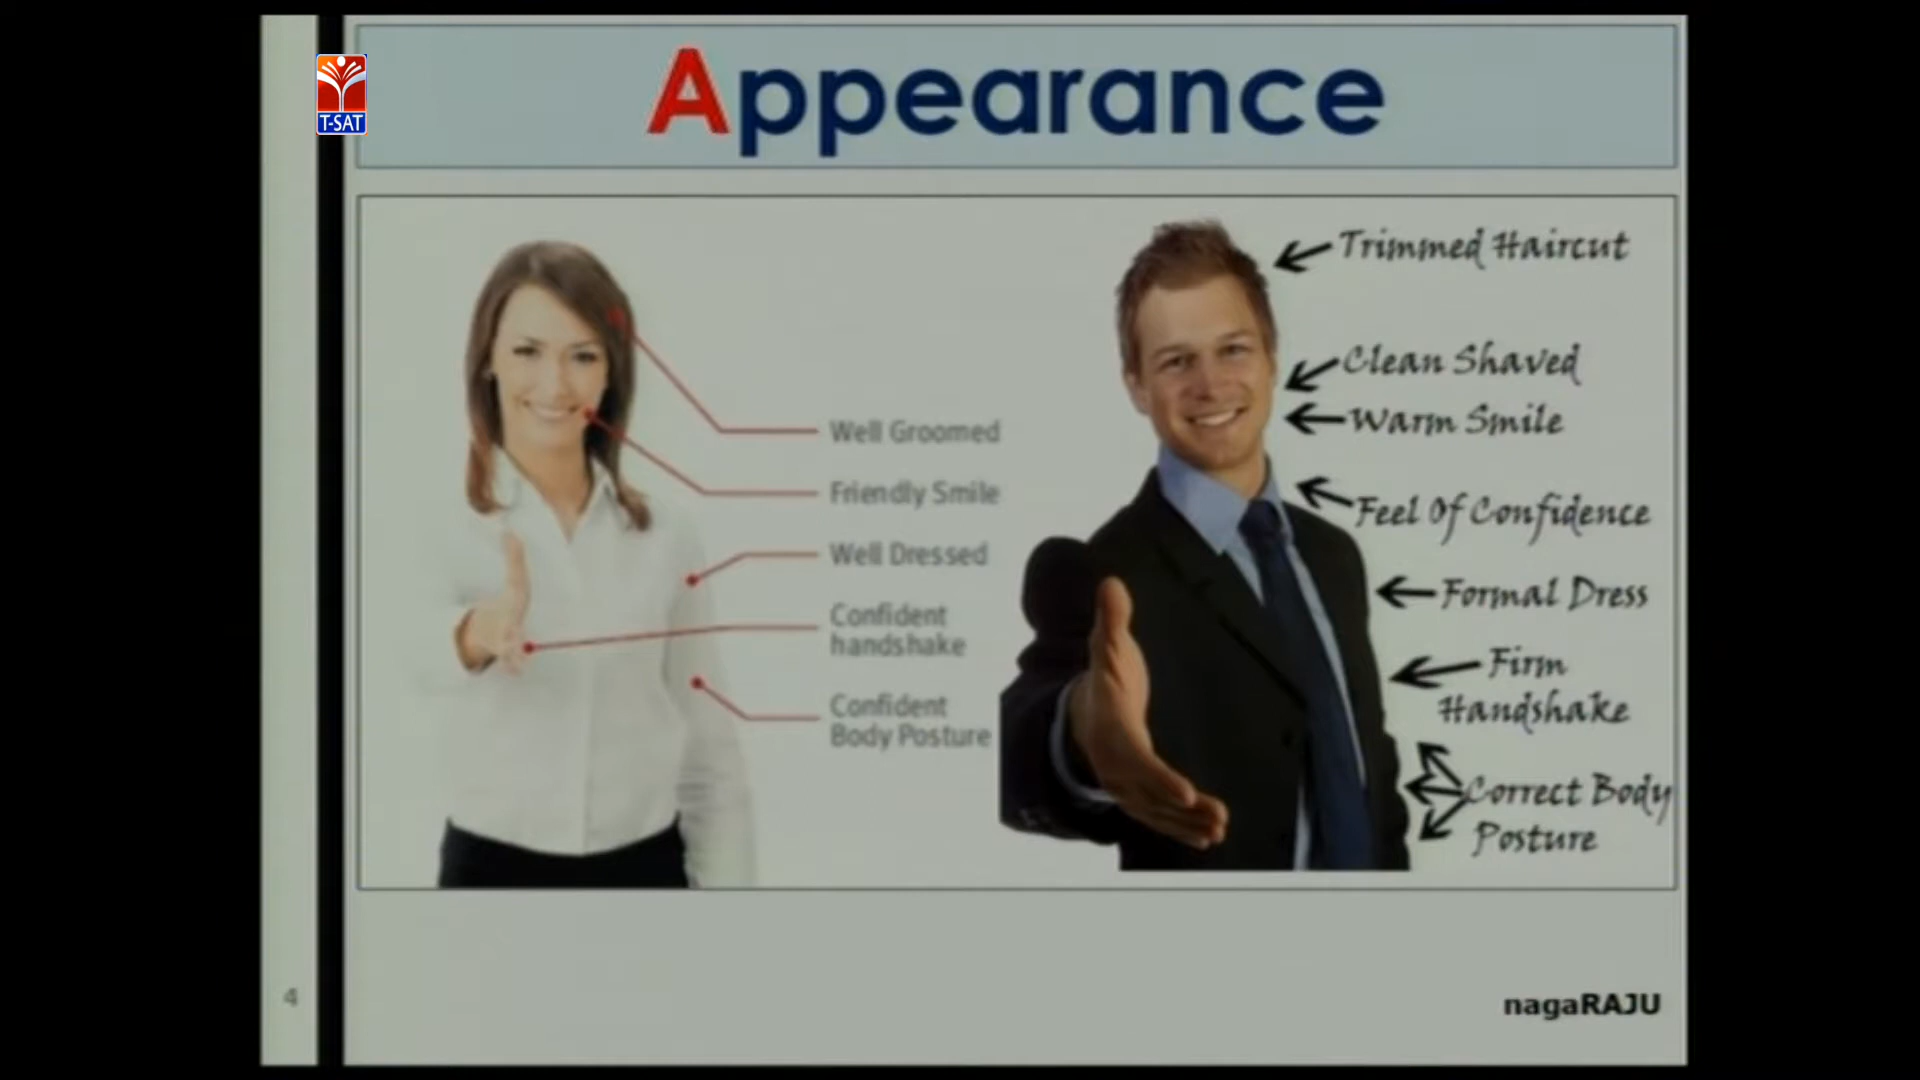 T-SAT
Appearance
Well Groomed
Friendly Smile
Well Dressed
Confident
handshake
Confident
Body Posture
Trimmed Haircut
Clean Shaved
Warm Smile
Feel Of Confidence
Formal Dress
Firm
Handshake
Correct Body
Posture
4
nagaRAJU